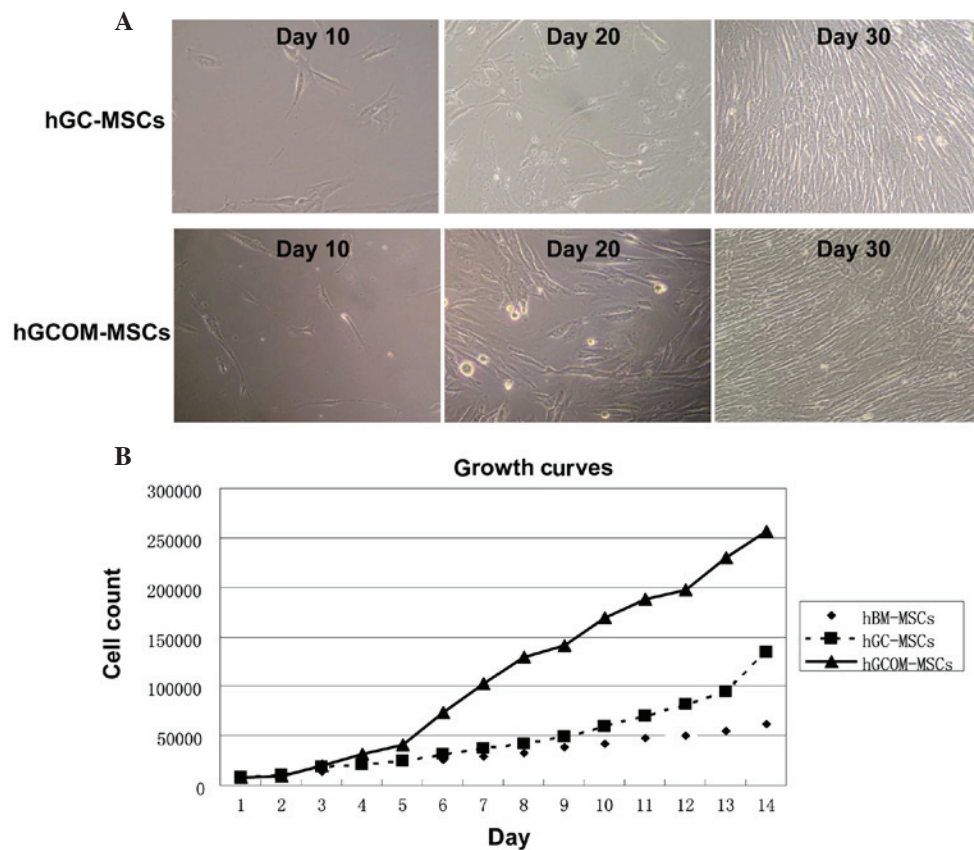 A
Day 10 Day 20 Day 30
hGC-MSCs
Day 10 Day 20 Day 30
hGCOM-MSCs
B
Growth curves
300000
250000
200000
150000
100000
50000
0
Cell count
1 2 3 4 5 6 7 8 9 10 11 12 13 14
Day
hBM-MSCs
hGC-MSCs
hGCOM-MSCs